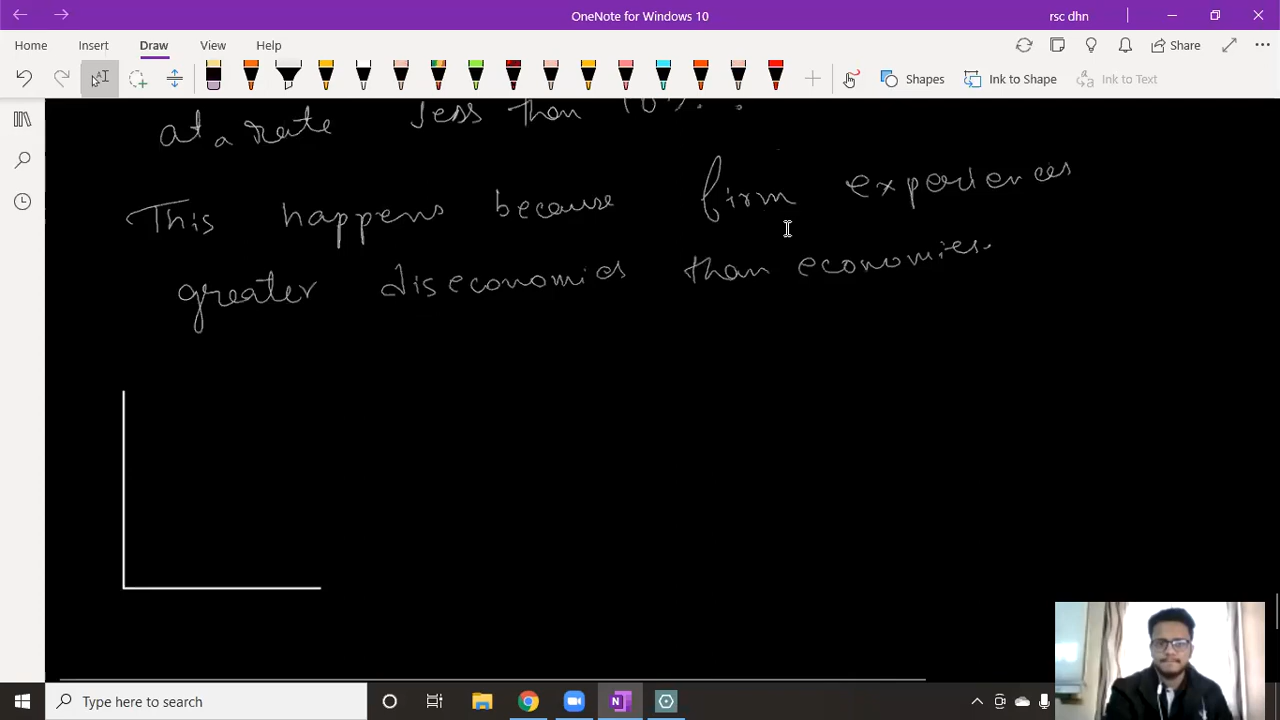 OneNote for Windows 10
rsc dhn
Home Insert Draw View Help
Share
Shapes
Ink to Shape
Ink to Text
at a rate less than 10%.
This happens because firm experiences
greater diseconomies than economies.
Type here to search